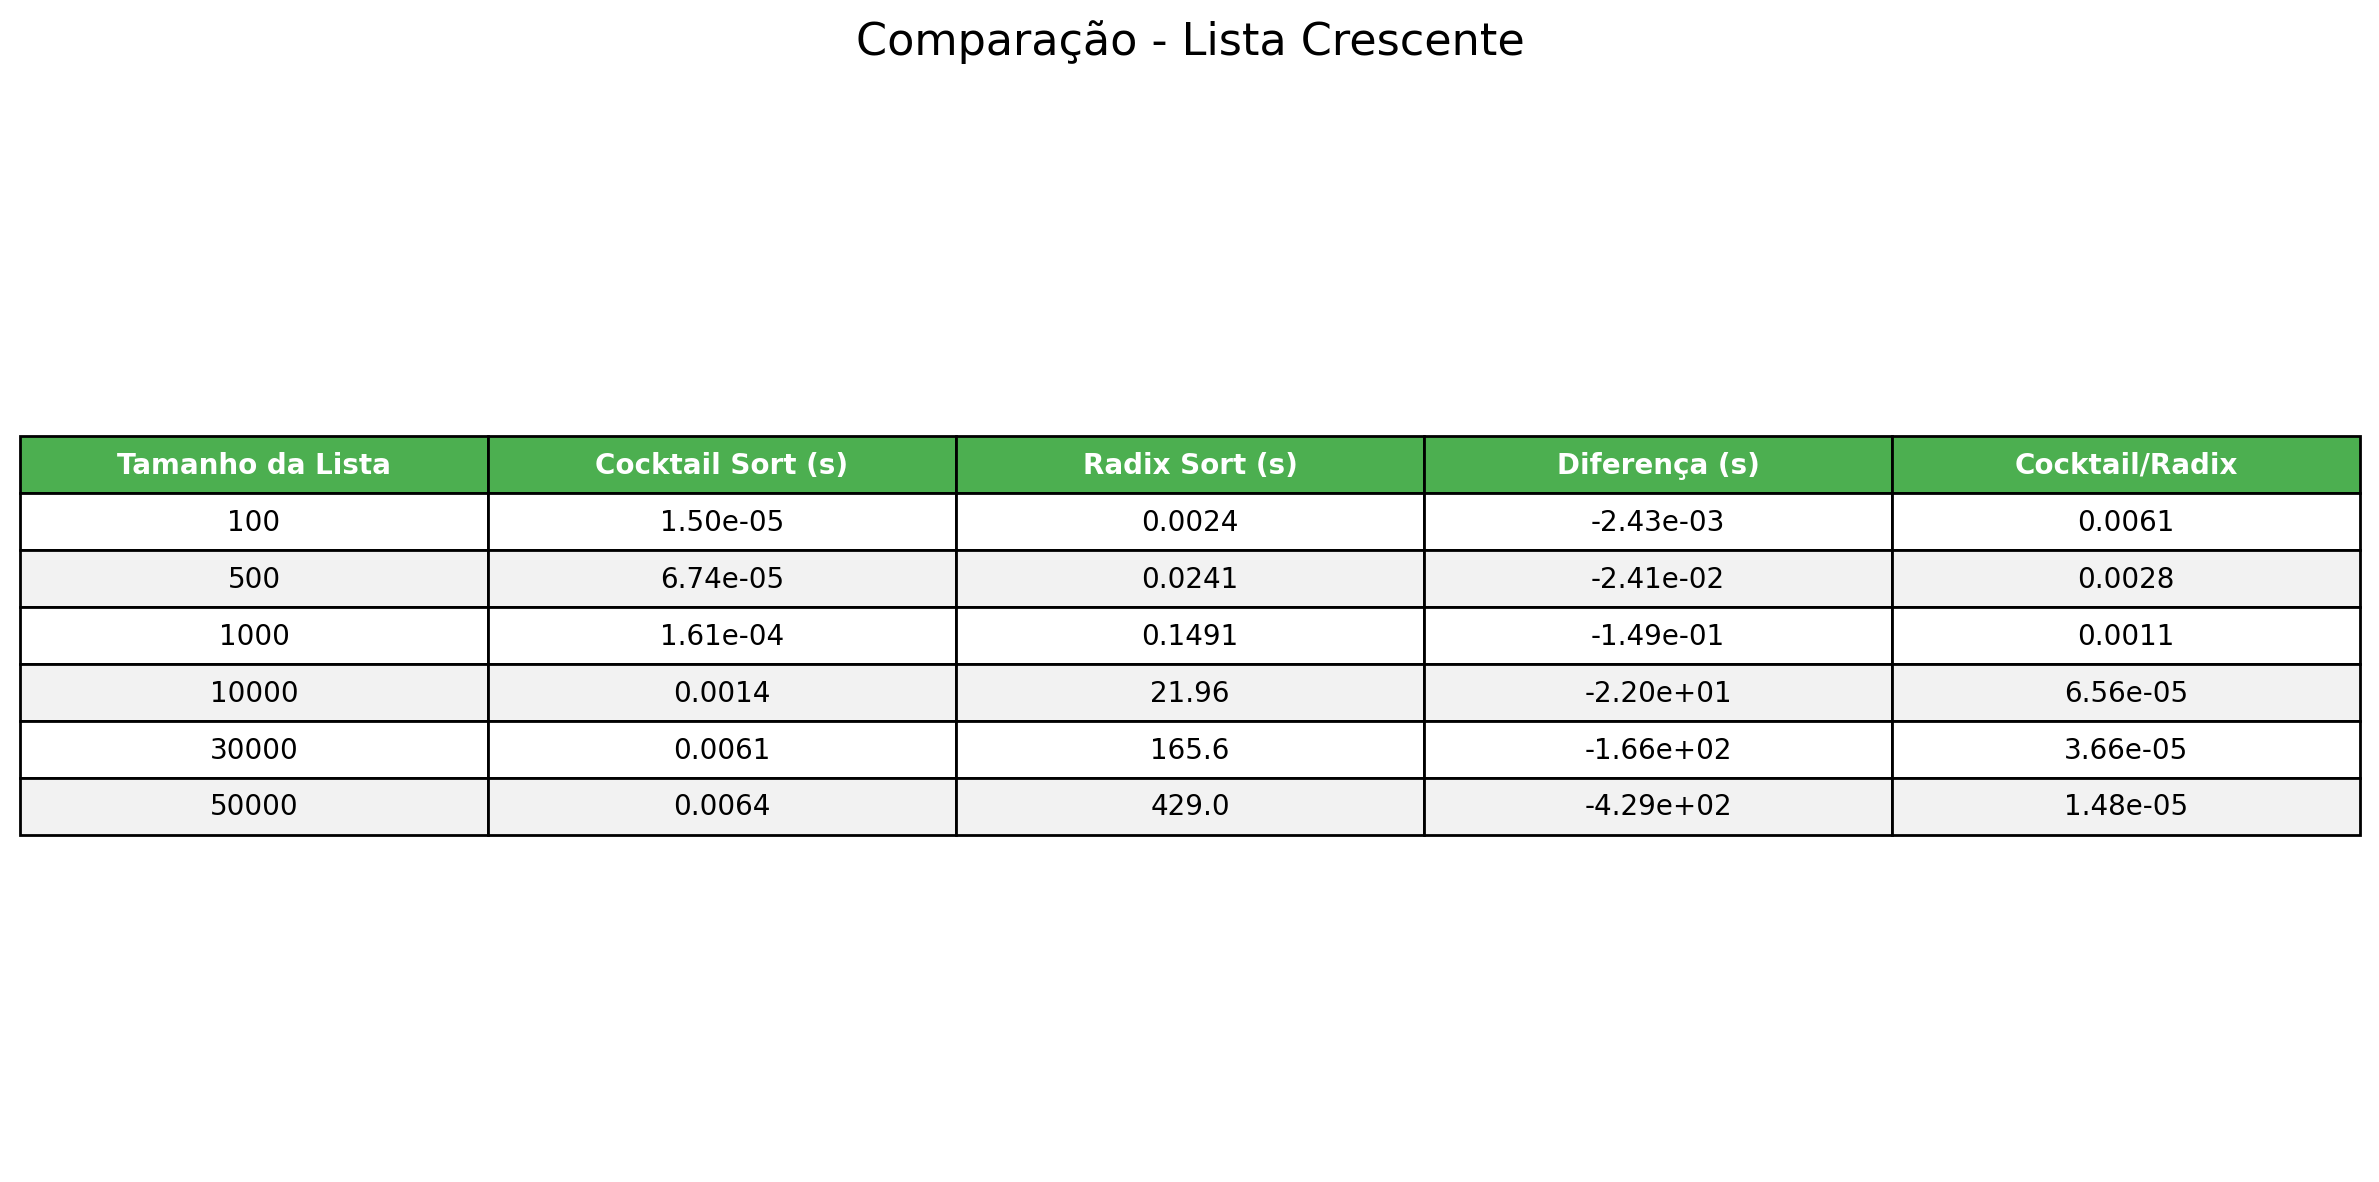 Comparação - Lista Crescente
Tamanho da Lista Cocktail Sort (s) Radix Sort (s) Diferença (s) Cocktail/Radix
100 1.50e-05 0.0024 -2.43e-03 0.0061
500 6.74e-05 0.0241 -2.41e-02 0.0028
1000 1.61e-04 0.1491 -1.49e-01 0.0011
10000 0.0014 21.96 -2.20e+01 6.56e-05
30000 0.0061 165.6 -1.66e+02 3.66e-05
50000 0.0064 429.0 -4.29e+02 1.48e-05